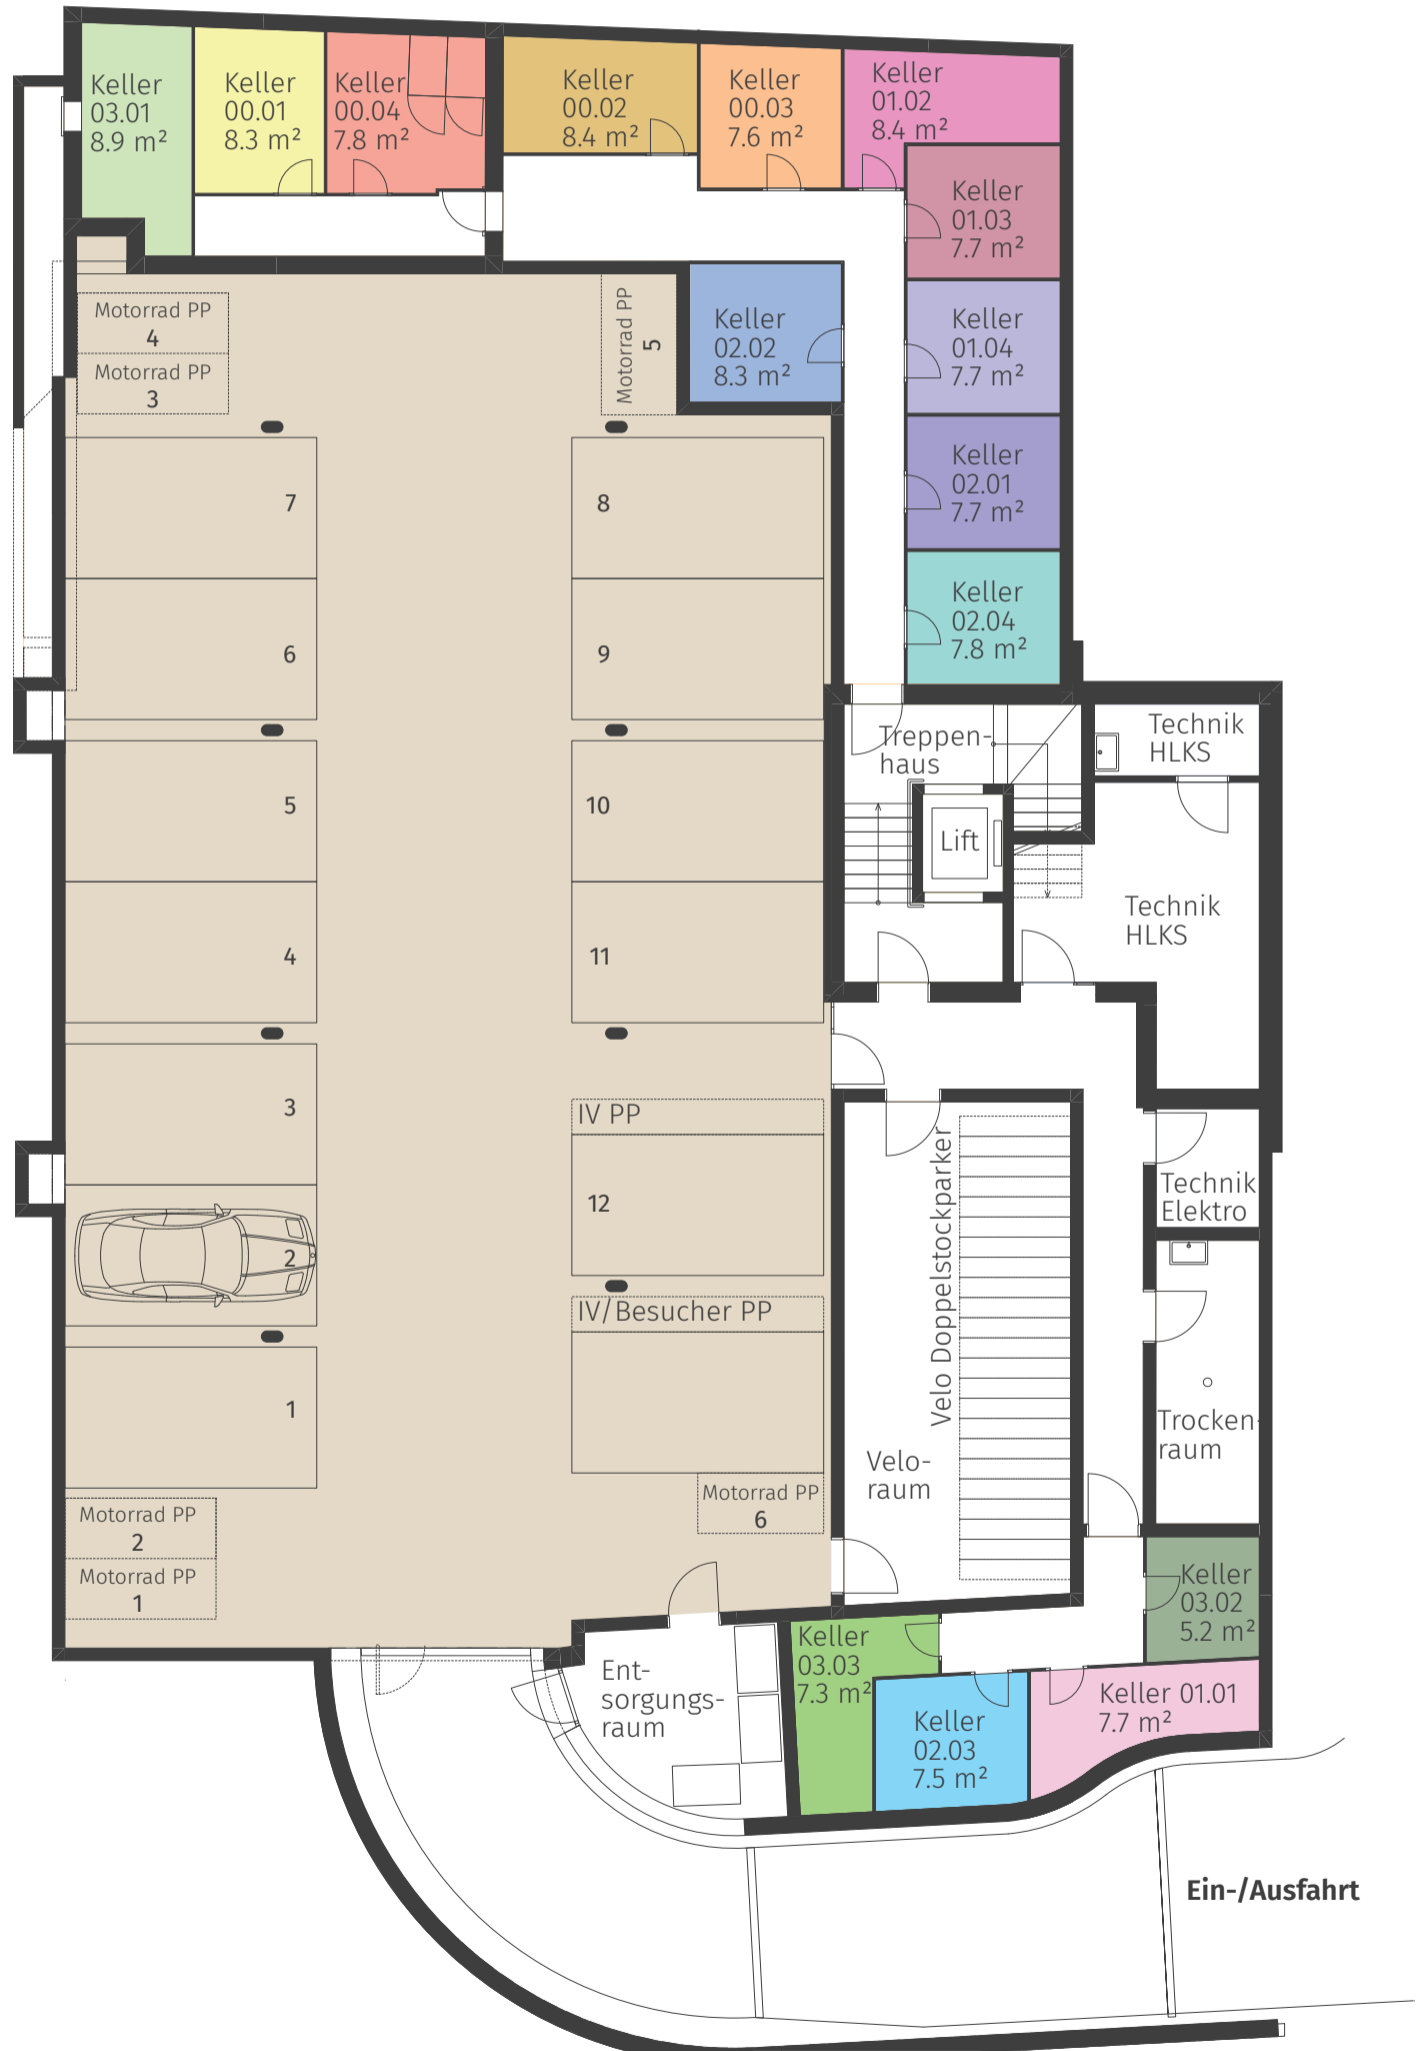 Keller
03.01
8.9 m²
Keller
00.01
8.3 m²
Keller
00.04
7.8 m²
Keller
00.02
8.4 m²
Keller
00.03
7.6 m²
Keller
01.02
8.4 m²
Keller
01.03
7.7 m²
Keller
01.04
7.7 m²
Keller
02.01
7.7 m²
Keller
02.04
7.8 m²
Keller
02.02
8.3 m²
Motorrad PP
4
Motorrad PP
3
Motorrad PP
5
7
8
6
9
5
10
4
11
3
IV PP
12
2
IV/Besucher PP
1
Motorrad PP
6
Motorrad PP
2
Motorrad PP
1
Treppen-
haus
Lift
Technik
HLKS
Technik
HLKS
Technik
Elektro
Trocken-
raum
Velo Doppelstockparker
Velo-
raum
Keller
03.02
5.2 m²
Keller
03.03
7.3 m²
Keller
02.03
7.5 m²
Keller 01.01
7.7 m²
Ent-
sorgungs-
raum
Ein-/Ausfahrt